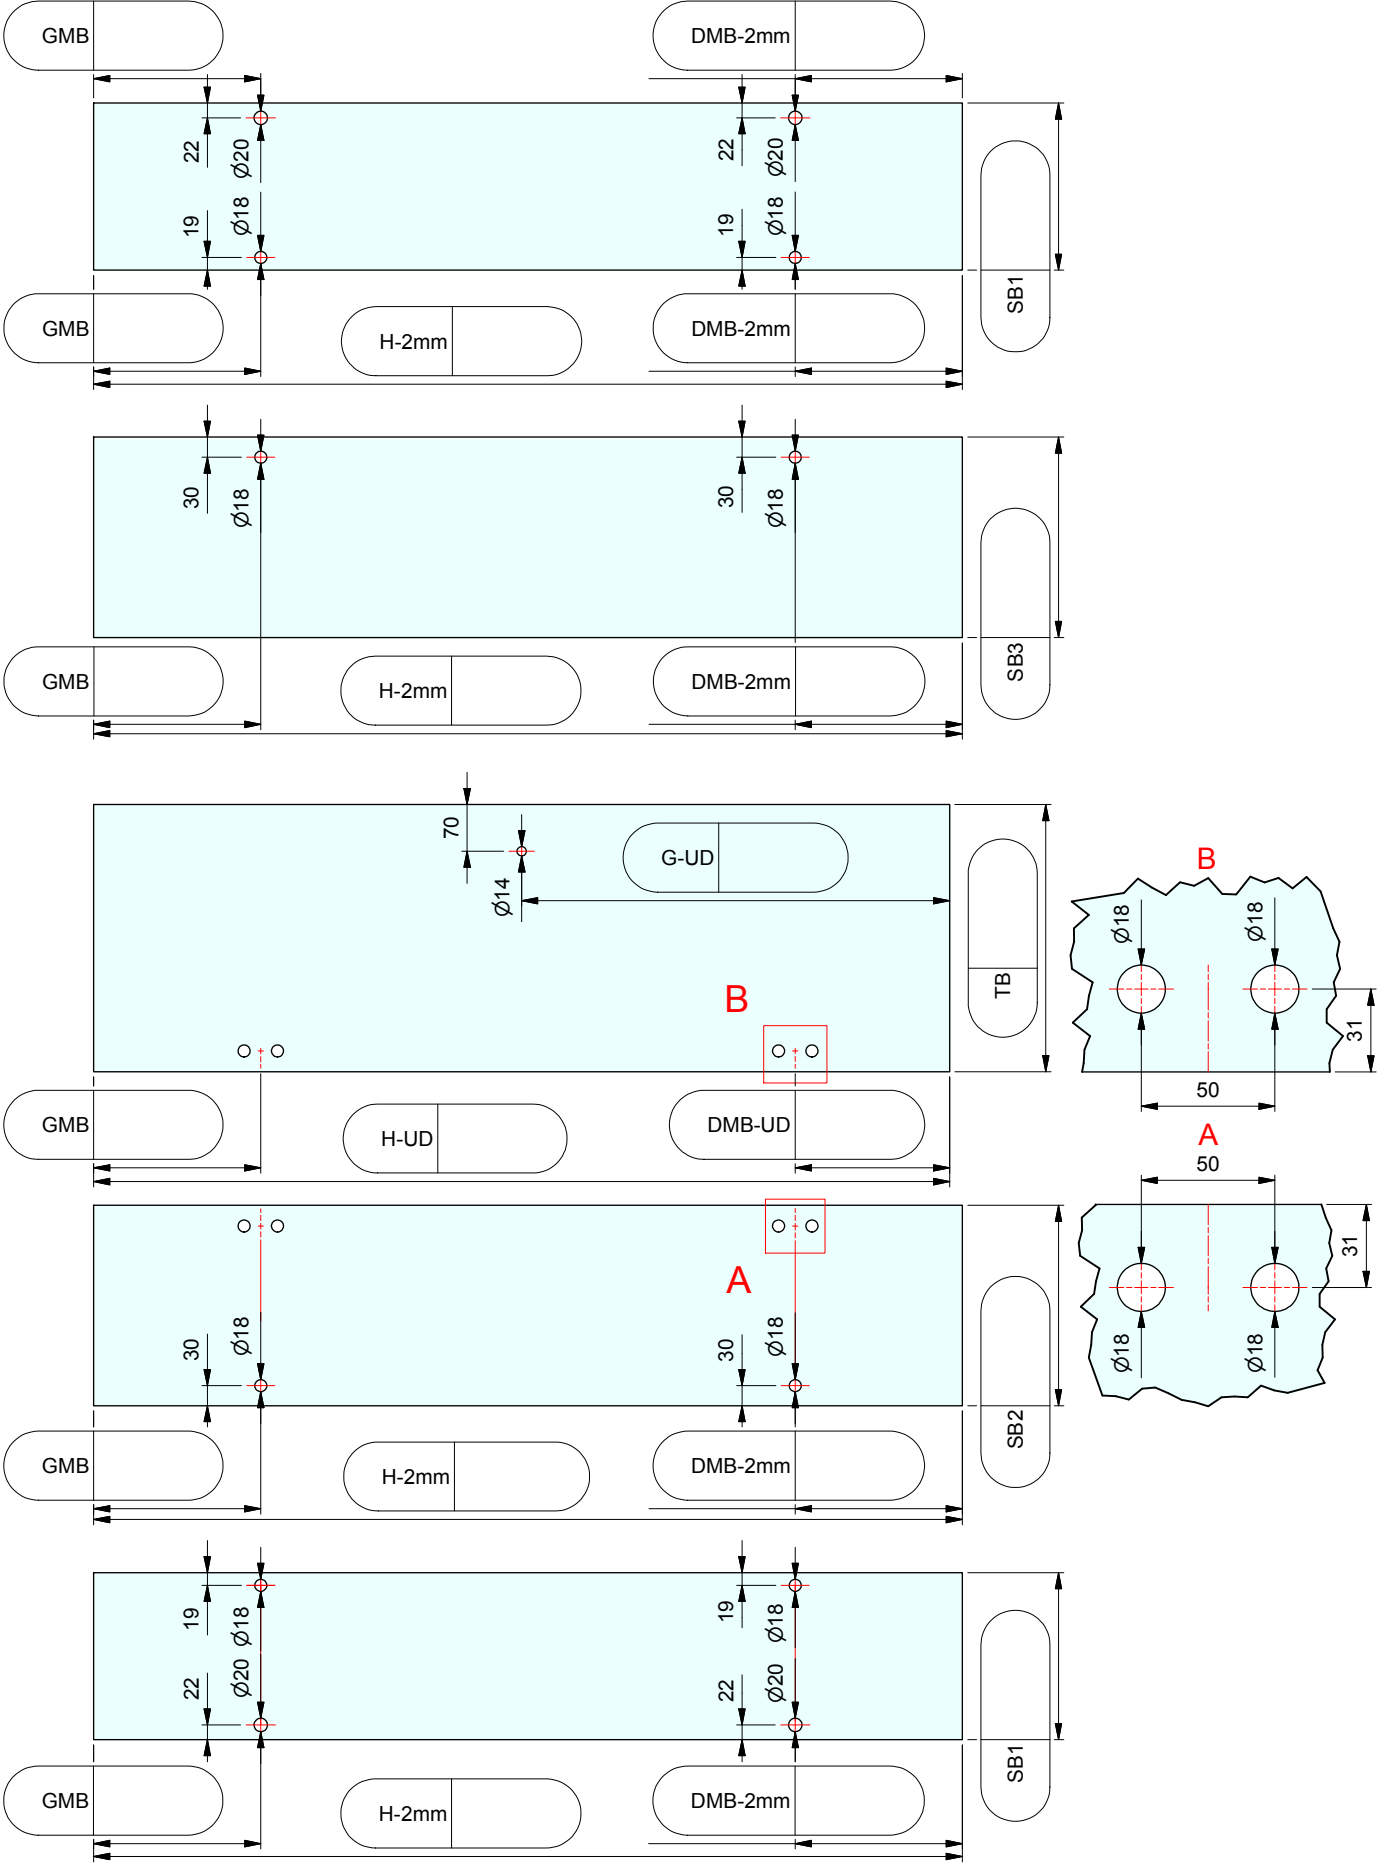 GMB
DMB-2mm
22
Ø20
22
Ø20
19
Ø18
19
Ø18
SB1
GMB
H-2mm
DMB-2mm
30
Ø18
30
Ø18
SB3
GMB
H-2mm
DMB-2mm
70
Ø14
G-UD
TB
B
GMB
H-UD
DMB-UD
B
Ø18
Ø18
31
50
A
50
31
Ø18
Ø18
A
30
Ø18
30
Ø18
SB2
GMB
H-2mm
DMB-2mm
19
Ø18
19
Ø18
22
Ø20
22
Ø20
SB1
GMB
H-2mm
DMB-2mm